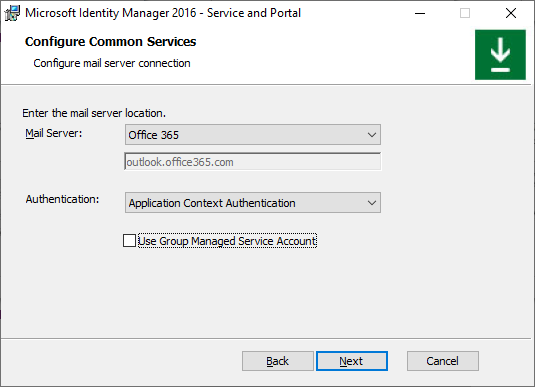 Microsoft Identity Manager 2016 - Service and Portal
Configure Common Services
Configure mail server connection
Enter the mail server location.
Mail Server: Office 365
outlook.office365.com
Authentication: Application Context Authentication
Use Group Managed Service Account
Back Next Cancel